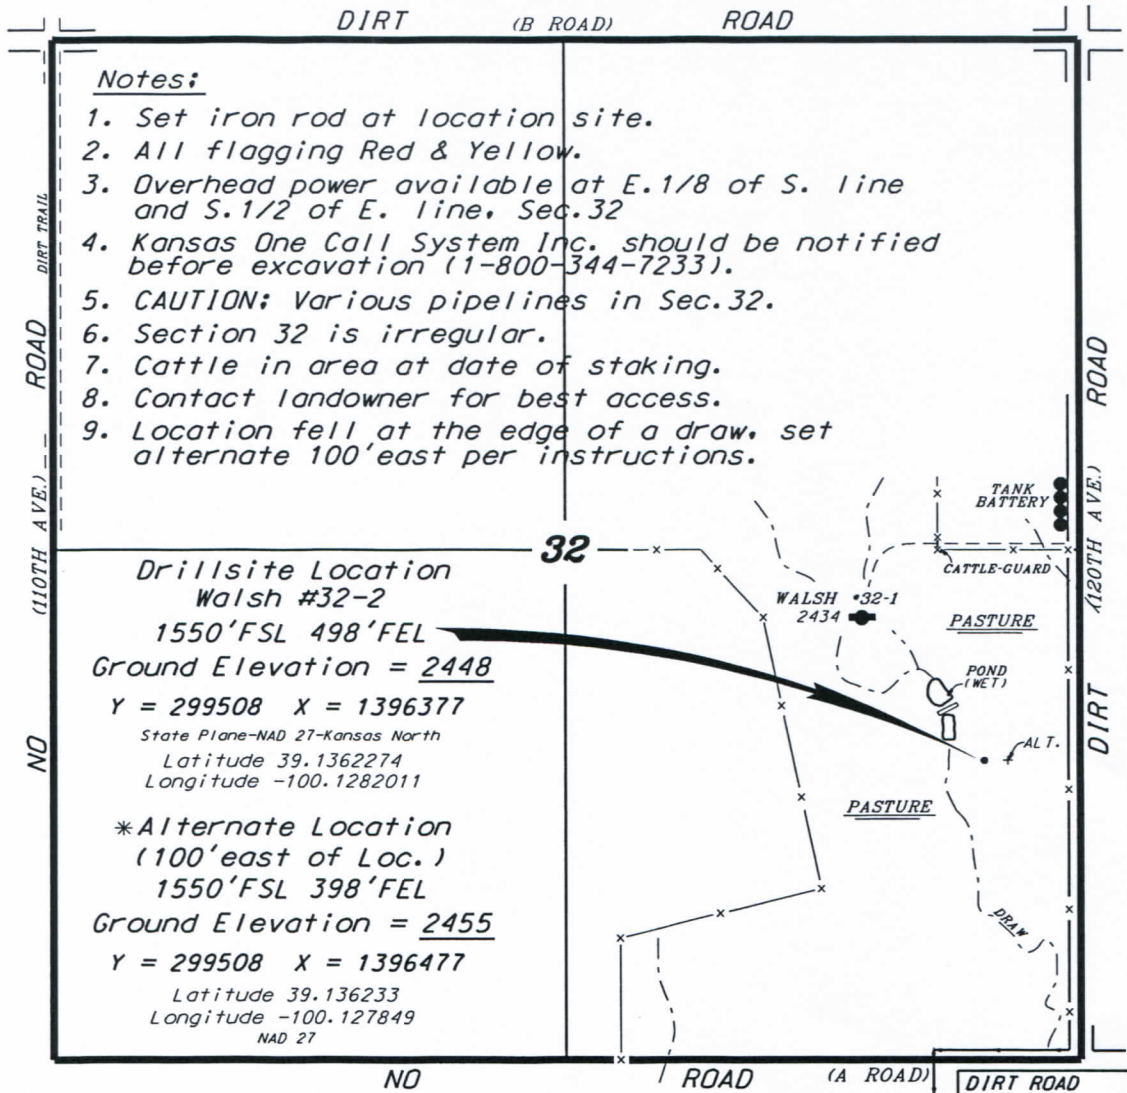 DIRT (B ROAD) ROAD
Notes:
1. Set iron rod at location site.
2. All flagging Red & Yellow.
3. Overhead power available at E.1/8 of S. line
and S.1/2 of E. line, Sec.32
4. Kansas One Call System Inc. should be notified
before excavation (1-800-344-7233).
5. CAUTION: Various pipelines in Sec.32.
6. Section 32 is irregular.
7. Cattle in area at date of staking.
8. Contact landowner for best access.
9. Location fell at the edge of a draw, set
alternate 100'east per instructions.
DIRT TRAIL
NO (110TH AVE.) ROAD
DIRT (120TH AVE.) ROAD
TANK
BATTERY
32
CATTLE-GUARD
Drillsite Location
Walsh #32-2
1550'FSL 498'FEL
Ground Elevation = 2448
Y = 299508 X = 1396377
State Plane-NAD 27-Kansas North
Latitude 39.1362274
Longitude -100.1282011
WALSH #32-1
2434
PASTURE
POND
(WET)
ALT.
PASTURE
DRAW
*Alternate Location
(100'east of Loc.)
1550'FSL 398'FEL
Ground Elevation = 2455
Y = 299508 X = 1396477
Latitude 39.136233
Longitude -100.127849
NAD 27
NO ROAD (A ROAD) DIRT ROAD